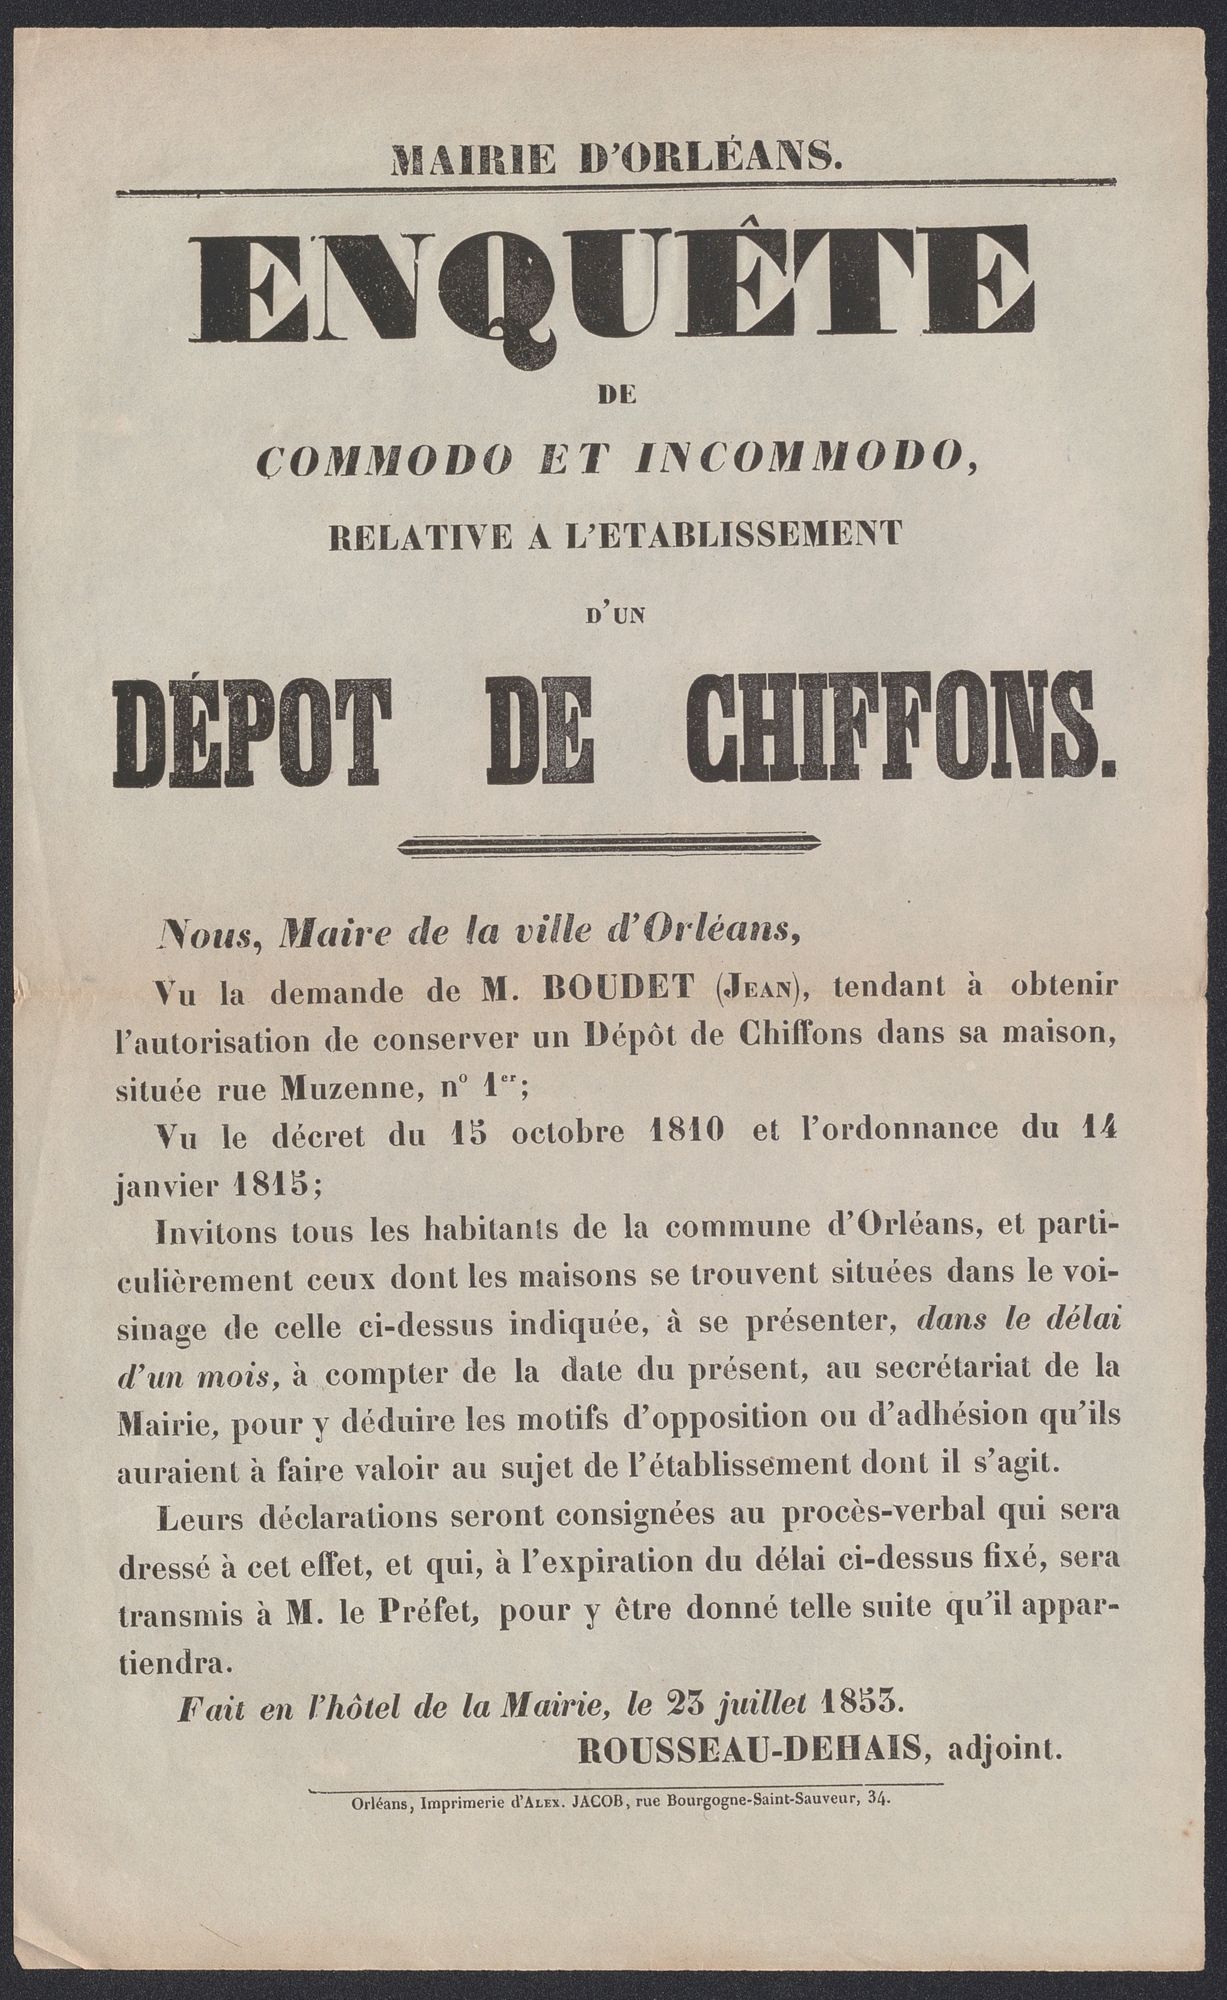 MAIRIE D'ORLÉANS.
ENQUÊTE
DE
COMMODO ET INCOMMODO,
RELATIVE A L'ETABLISSEMENT
D'UN
DÉPOT DE CHIFFONS.
Nous, Maire de la ville d'Orléans,
Vu la demande de M. BOUDET (JEAN), tendant à obtenir
l'autorisation de conserver un Dépôt de Chiffons dans sa maison,
située rue Muzenne, n° 1er;
Vu le décret du 15 octobre 1810 et l'ordonnance du 14
janvier 1815;
Invitons tous les habitants de la commune d'Orléans, et parti-
culièrement ceux dont les maisons se trouvent situées dans le voi-
sinage de celle ci-dessus indiquée, à se présenter, dans le délai
d'un mois, à compter de la date du présent, au secrétariat de la
Mairie, pour y déduire les motifs d'opposition ou d'adhésion qu'ils
auraient à faire valoir au sujet de l'établissement dont il s'agit.
Leurs déclarations seront consignées au procès-verbal qui sera
dressé à cet effet, et qui, à l'expiration du délai ci-dessus fixé, sera
transmis à M. le Préfet, pour y être donné telle suite qu'il appar-
tiendra.
Fait en l'hôtel de la Mairie, le 23 juillet 1853.
ROUSSEAU-DEHAIS, adjoint.
Orléans, Imprimerie d'ALEX. JACOB, rue Bourgogne-Saint-Sauveur, 34.